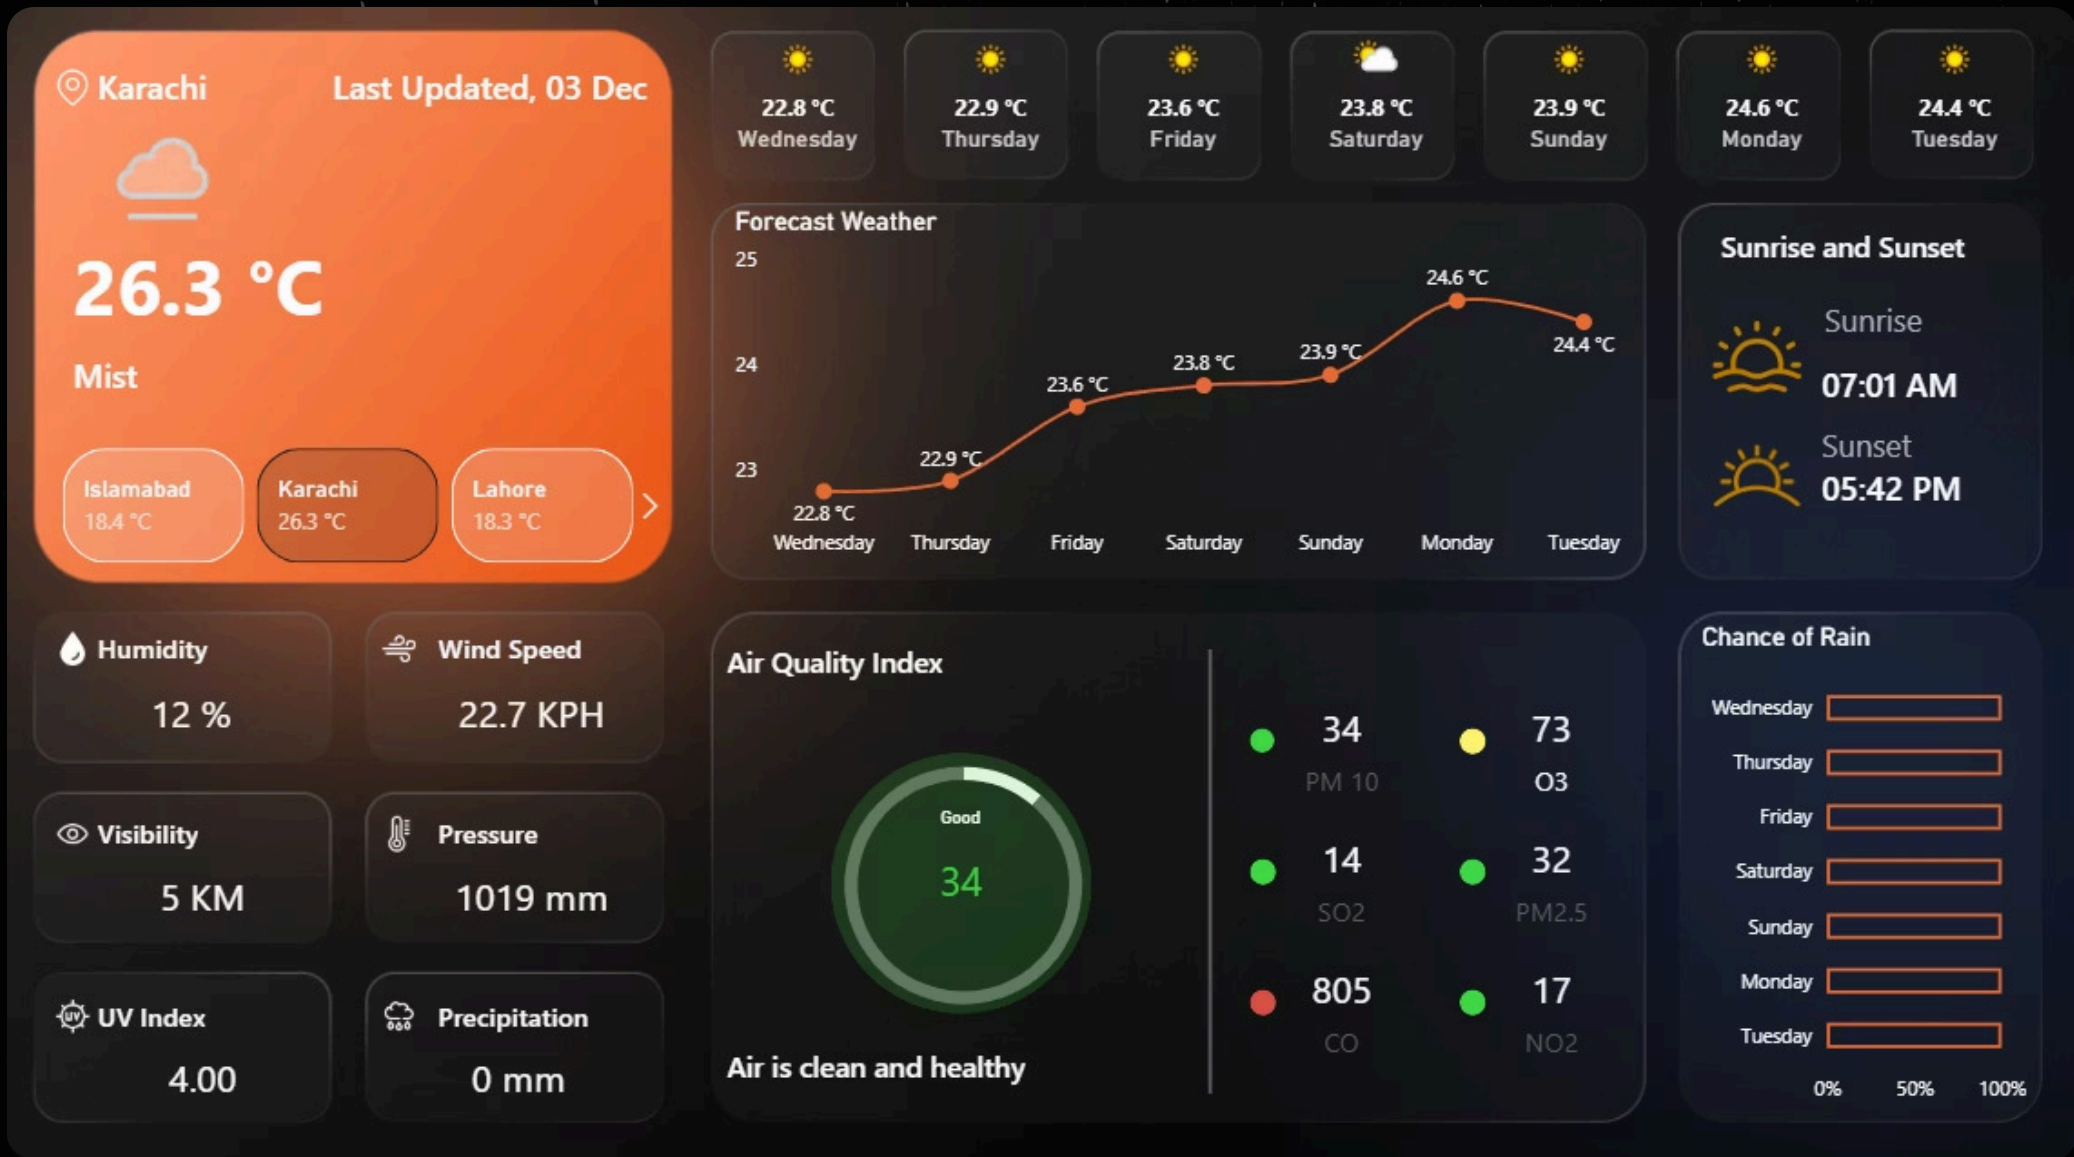 Karachi
Last Updated, 03 Dec
26.3 °C
Mist
Islamabad
18.4 °C
Karachi
26.3 °C
Lahore
18.3 °C
22.8 °C
Wednesday
22.9 °C
Thursday
23.6 °C
Friday
23.8 °C
Saturday
23.9 °C
Sunday
24.6 °C
Monday
24.4 °C
Tuesday
Forecast Weather
25
24
23
22.8 °C
22.9 °C
23.6 °C
23.8 °C
23.9 °C
24.6 °C
24.4 °C
Wednesday Thursday Friday Saturday Sunday Monday Tuesday
Sunrise and Sunset
Sunrise
07:01 AM
Sunset
05:42 PM
Humidity
12 %
Wind Speed
22.7 KPH
Visibility
5 KM
Pressure
1019 mm
UV
UV Index
4.00
Precipitation
0 mm
Air Quality Index
Good
34
Air is clean and healthy
34
PM 10
73
O3
14
SO2
32
PM2.5
805
CO
17
NO2
Chance of Rain
Wednesday
Thursday
Friday
Saturday
Sunday
Monday
Tuesday
0% 50% 100%